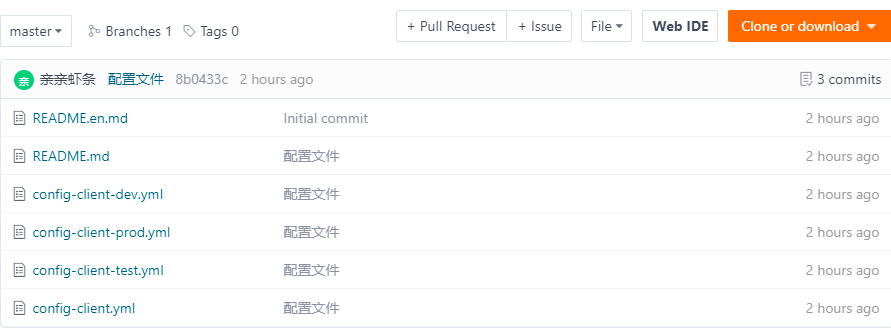 master Branches 1 Tags 0 + Pull Request + Issue File Web IDE Clone or download
亲 亲亲虾条 配置文件 8b0433c 2 hours ago 3 commits
README.en.md Initial commit 2 hours ago
README.md 配置文件 2 hours ago
config-client-dev.yml 配置文件 2 hours ago
config-client-prod.yml 配置文件 2 hours ago
config-client-test.yml 配置文件 2 hours ago
config-client.yml 配置文件 2 hours ago